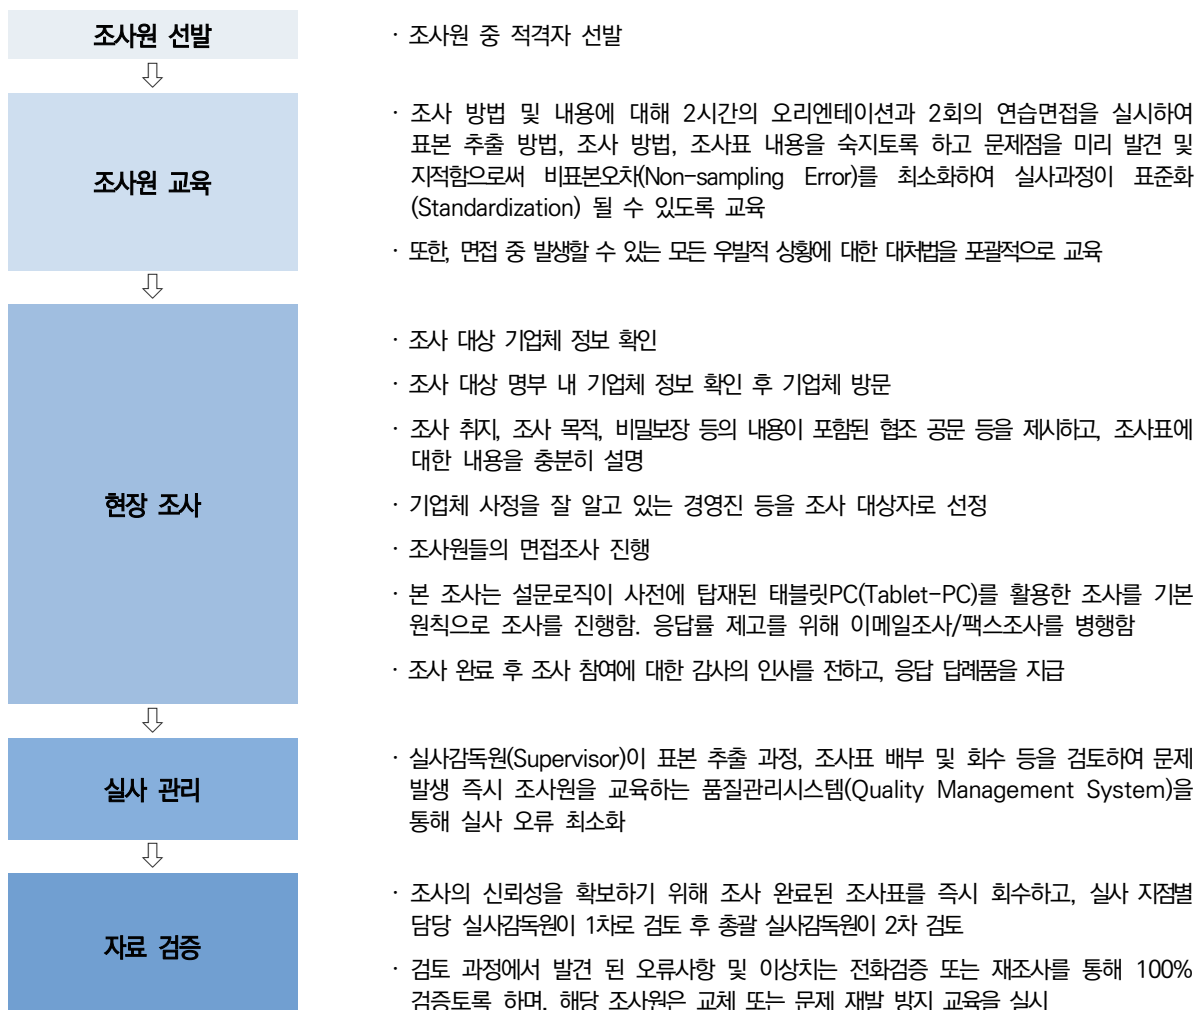 조사원 선발
· 조사원 중 적격자 선발
⇩
조사원 교육
· 조사 방법 및 내용에 대해 2시간의 오리엔테이션과 2회의 연습면접을 실시하여
표본 추출 방법, 조사 방법, 조사표 내용을 숙지토록 하고 문제점을 미리 발견 및
지적함으로써 비표본오차(Non-sampling Error)를 최소화하여 실사과정이 표준화
(Standardization) 될 수 있도록 교육
· 또한, 면접 중 발생할 수 있는 모든 우발적 상황에 대한 대처법을 포괄적으로 교육
⇩
현장 조사
· 조사 대상 기업체 정보 확인
· 조사 대상 명부 내 기업체 정보 확인 후 기업체 방문
· 조사 취지, 조사 목적, 비밀보장 등의 내용이 포함된 협조 공문 등을 제시하고, 조사표에
대한 내용을 충분히 설명
· 기업체 사정을 잘 알고 있는 경영진 등을 조사 대상자로 선정
· 조사원들의 면접조사 진행
· 본 조사는 설문로직이 사전에 탑재된 태블릿PC(Tablet-PC)를 활용한 조사를 기본
원칙으로 조사를 진행함. 응답률 제고를 위해 이메일조사/팩스조사를 병행함
· 조사 완료 후 조사 참여에 대한 감사의 인사를 전하고, 응답 답례품을 지급
⇩
실사 관리
· 실사감독원(Supervisor)이 표본 추출 과정, 조사표 배부 및 회수 등을 검토하여 문제
발생 즉시 조사원을 교육하는 품질관리시스템(Quality Management System)을
통해 실사 오류 최소화
⇩
자료 검증
· 조사의 신뢰성을 확보하기 위해 조사 완료된 조사표를 즉시 회수하고, 실사 지점별
담당 실사감독원이 1차로 검토 후 총괄 실사감독원이 2차 검토
· 검토 과정에서 발견 된 오류사항 및 이상치는 전화검증 또는 재조사를 통해 100%
검증토록 하며, 해당 조사원은 교체 또는 문제 재발 방지 교육을 실시